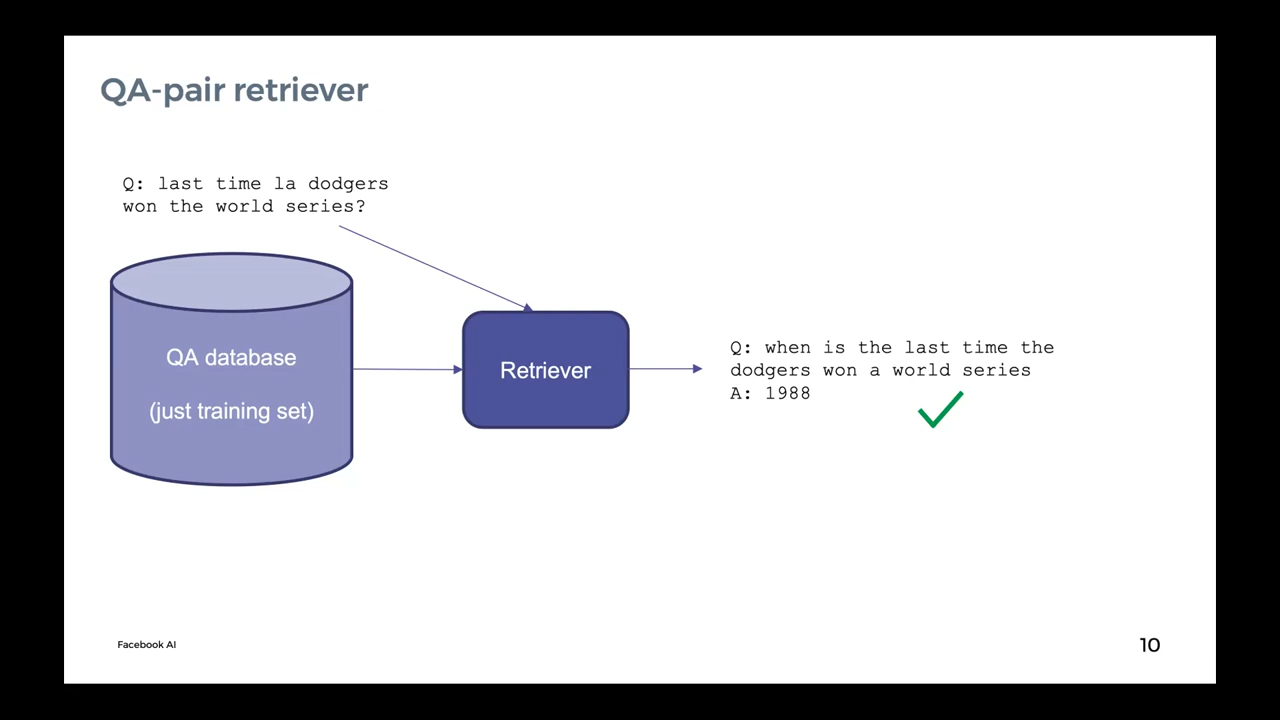 QA-pair retriever
Q: last time la dodgers
won the world series?
QA database
(just training set)
Retriever
Q: when is the last time the
dodgers won a world series
A: 1988
Facebook AI
10